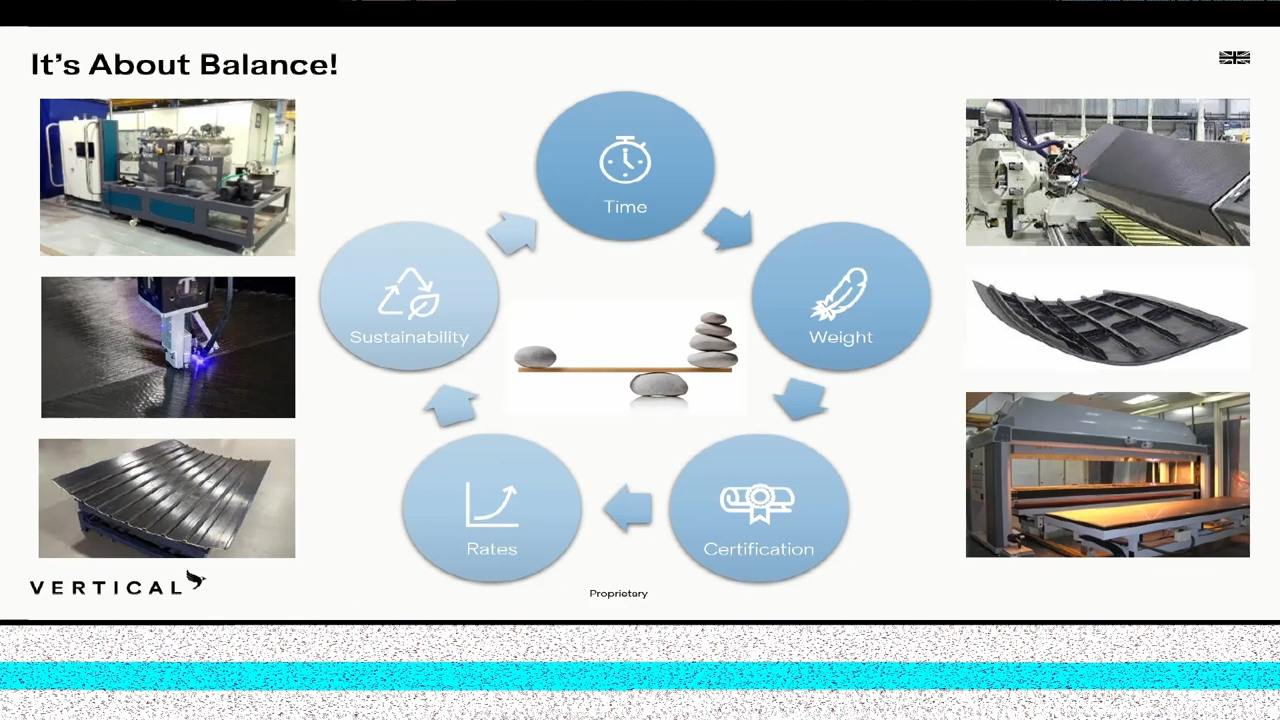 It's About Balance!
Time
Sustainability
Weight
Rates
Certification
VERTICAL
Proprietary